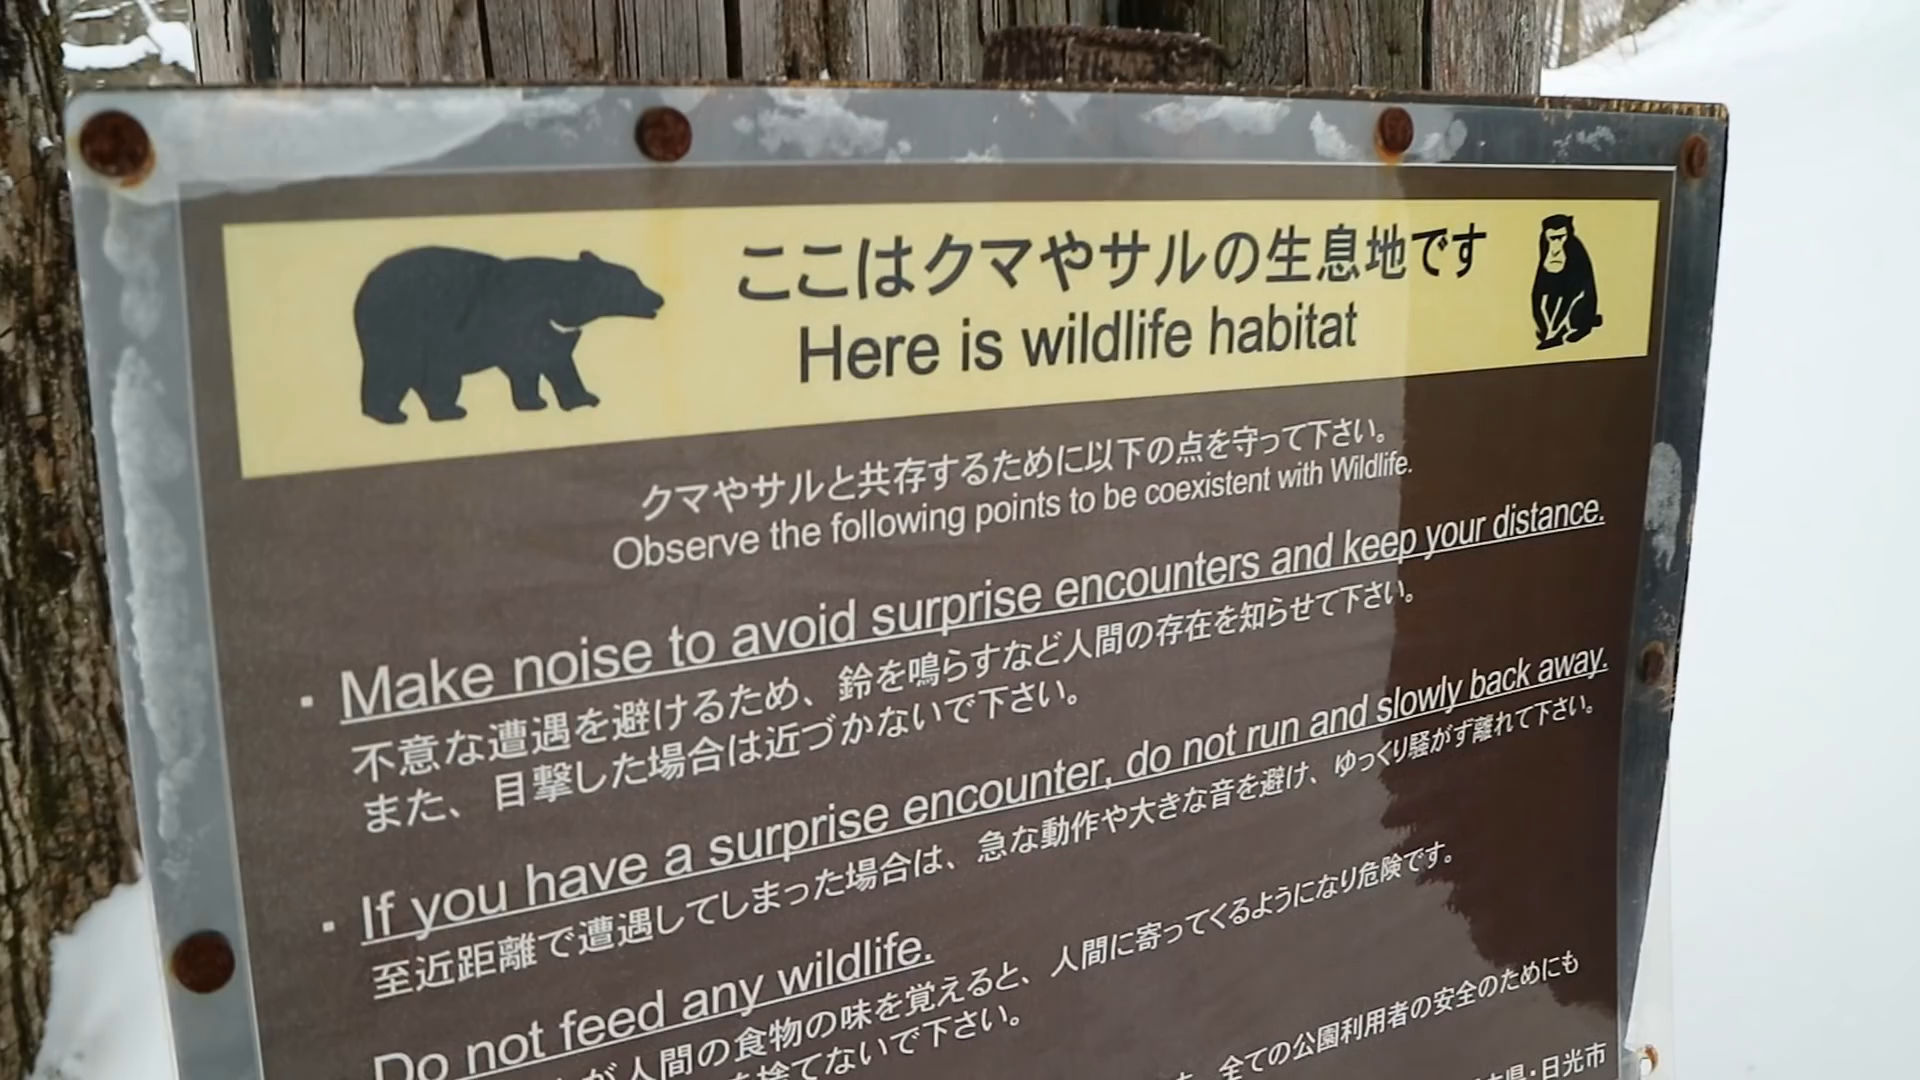 ここはクマやサルの生息地です
Here is wildlife habitat
クマやサルと共存するために以下の点を守って下さい。
Observe the following points to be coexistent with Wildlife.
・Make noise to avoid surprise encounters and keep your distance.
不意な遭遇を避けるため、鈴を鳴らすなど人間の存在を知らせて下さい。
また、目撃した場合は近づかないで下さい。
・If you have a surprise encounter, do not run and slowly back away.
至近距離で遭遇してしまった場合は、急な動作や大きな音を避け、ゆっくり騒がず離れて下さい。
Do not feed any wildlife.
が人間の食物の味を覚えると、人間に寄ってくるようになり危険です。
を捨てないで下さい。
全ての公園利用者の安全のためにも
県・日光市